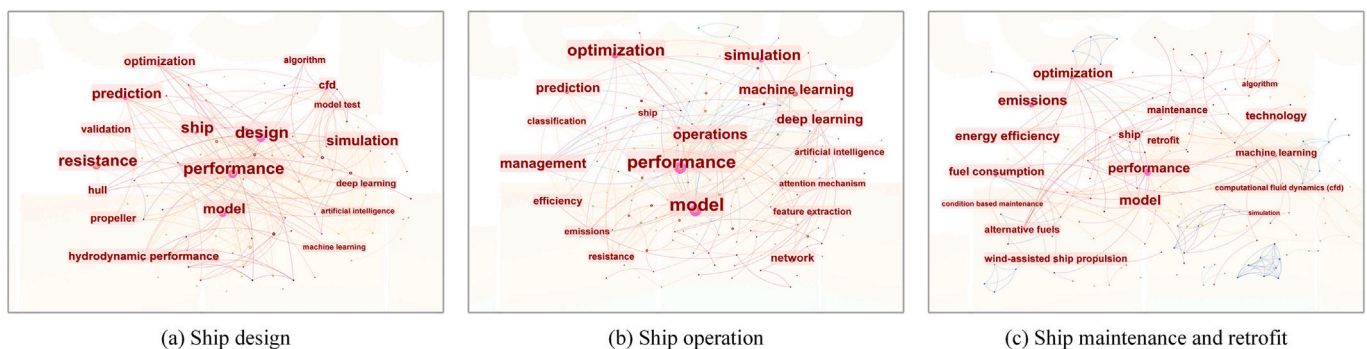 optimization
algorithm
cfd
prediction
model test
validation
ship
design
simulation
resistance
performance
deep learning
hull
model
artificial intelligence
propeller
machine learning
hydrodynamic performance
(a) Ship design
optimization
simulation
prediction
machine learning
ship
classification
deep learning
operations
artificial intelligence
management
performance
attention mechanism
efficiency
model
feature extraction
emissions
resistance
network
(b) Ship operation
optimization
algorithm
emissions
maintenance
technology
energy efficiency
ship
retrofit
machine learning
fuel consumption
performance
computational fluid dynamics (cfd)
condition based maintenance
model
simulation
alternative fuels
wind-assisted ship propulsion
(c) Ship maintenance and retrofit